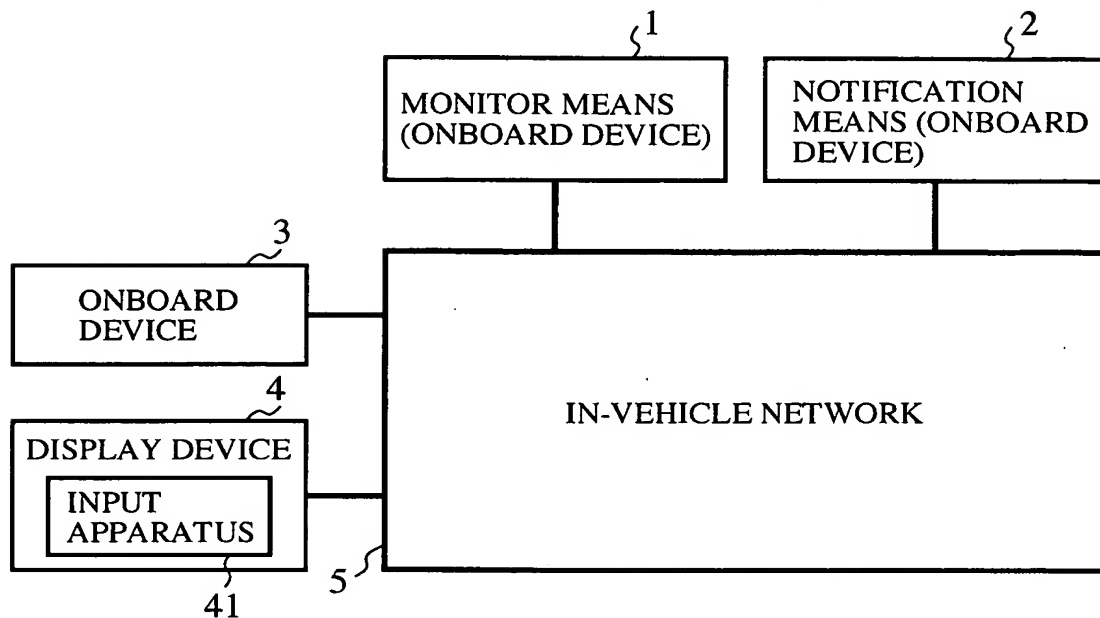 1
2
MONITOR MEANS
(ONBOARD DEVICE)
NOTIFICATION
MEANS (ONBOARD
DEVICE)
3
ONBOARD
DEVICE
4
DISPLAY DEVICE
INPUT
APPARATUS
41
5
IN-VEHICLE NETWORK